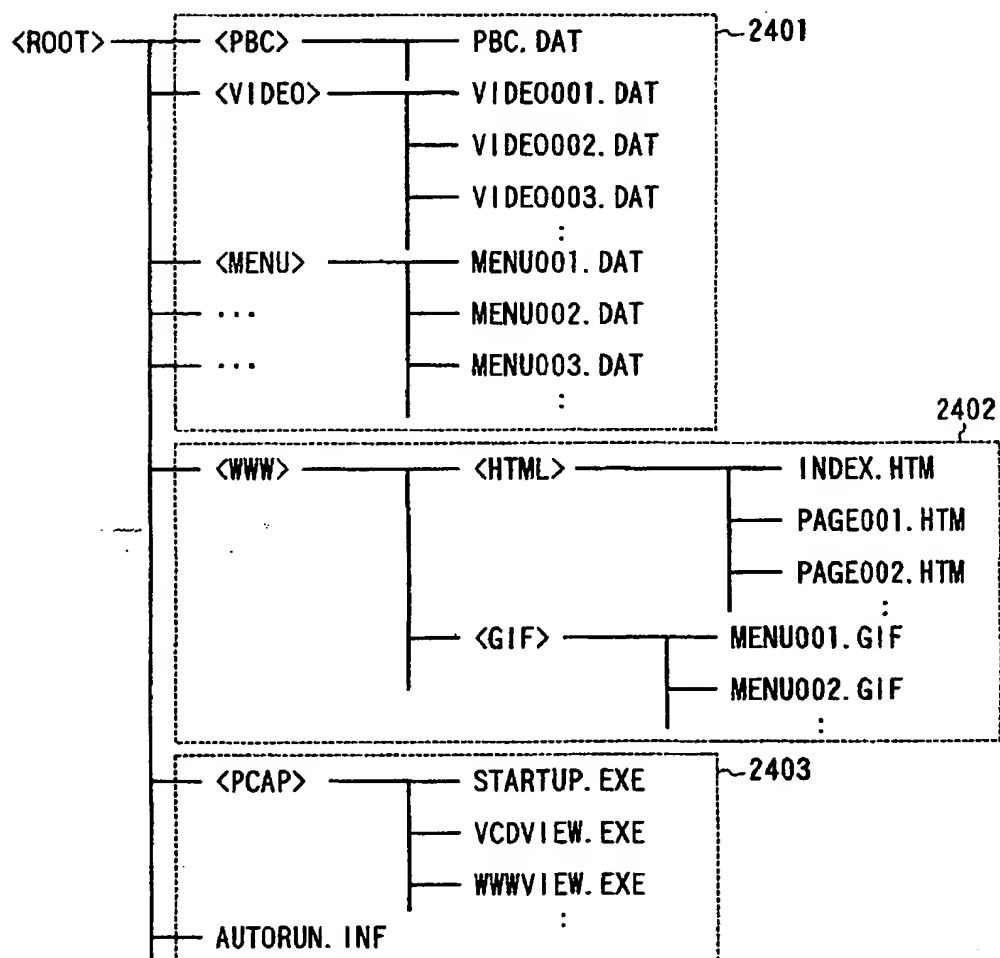 <ROOT> <PBC> PBC.DAT 2401
<VIDEO> VIDEO001.DAT
VIDEO002.DAT
VIDEO003.DAT
:
<MENU> MENU001.DAT
... MENU002.DAT
... MENU003.DAT
:
2402
<WWW> <HTML> INDEX.HTM
PAGE001.HTM
PAGE002.HTM
:
<GIF> MENU001.GIF
MENU002.GIF
:
<PCAP> STARTUP.EXE 2403
VCDVIEW.EXE
WWWVIEW.EXE
:
AUTORUN.INF